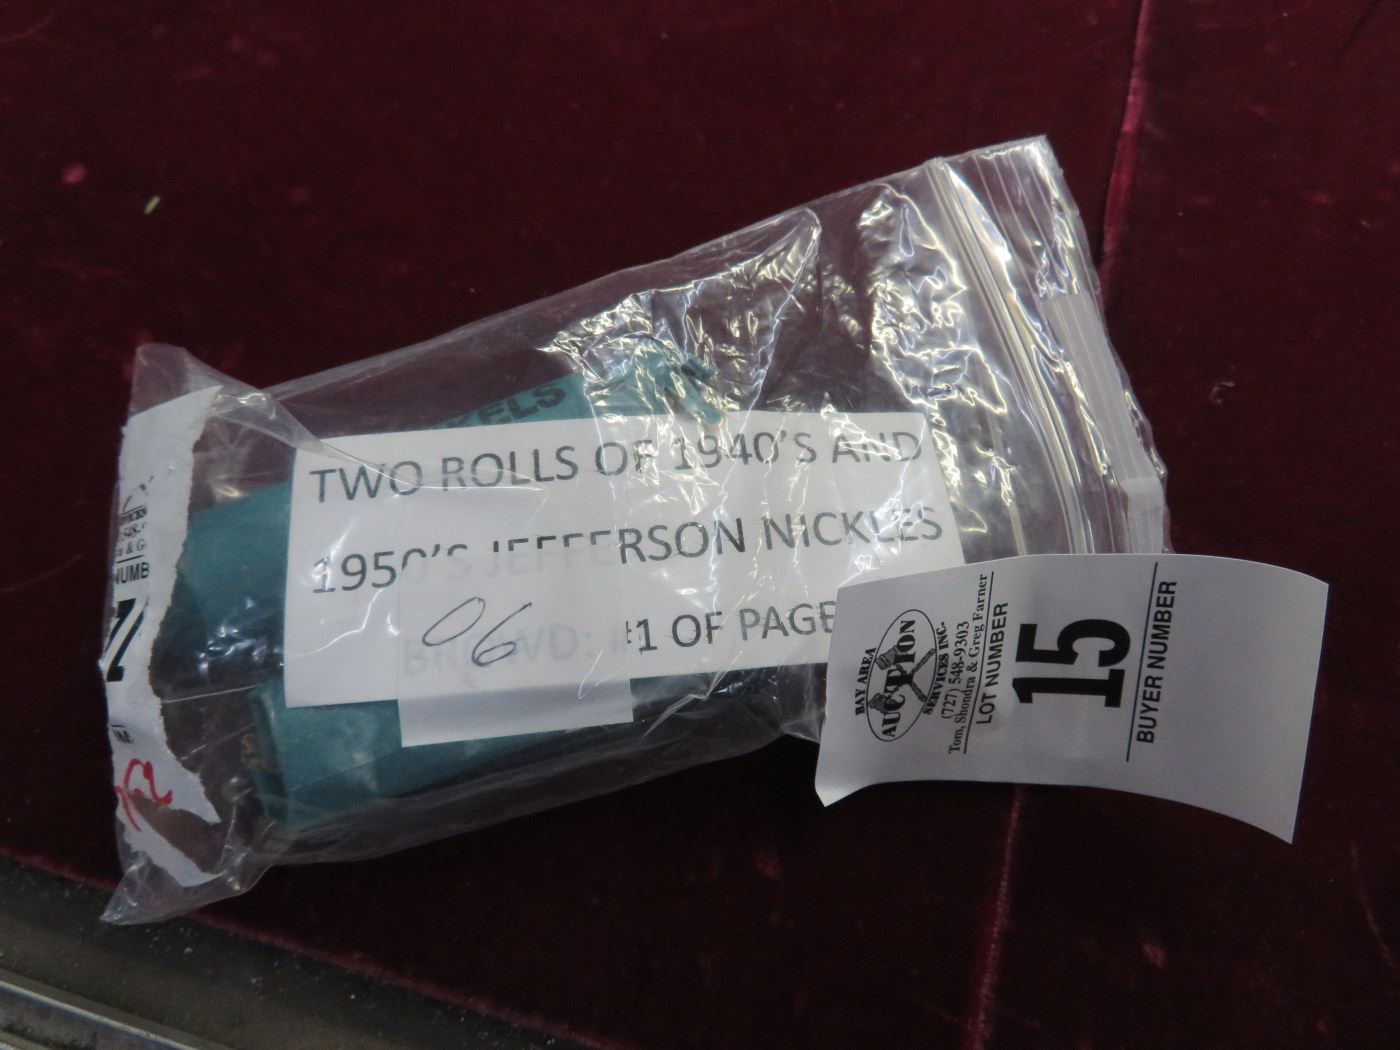 TWO ROLLS OF 1940'S AND
1950'S JEFFERSON NICKLES
06
#1 OF PAGE
BAY AREA
AUCTION
SERVICES INC.
(727) 548-9303
Tom, Shondra & Greg Farner
LOT NUMBER
15
BUYER NUMBER